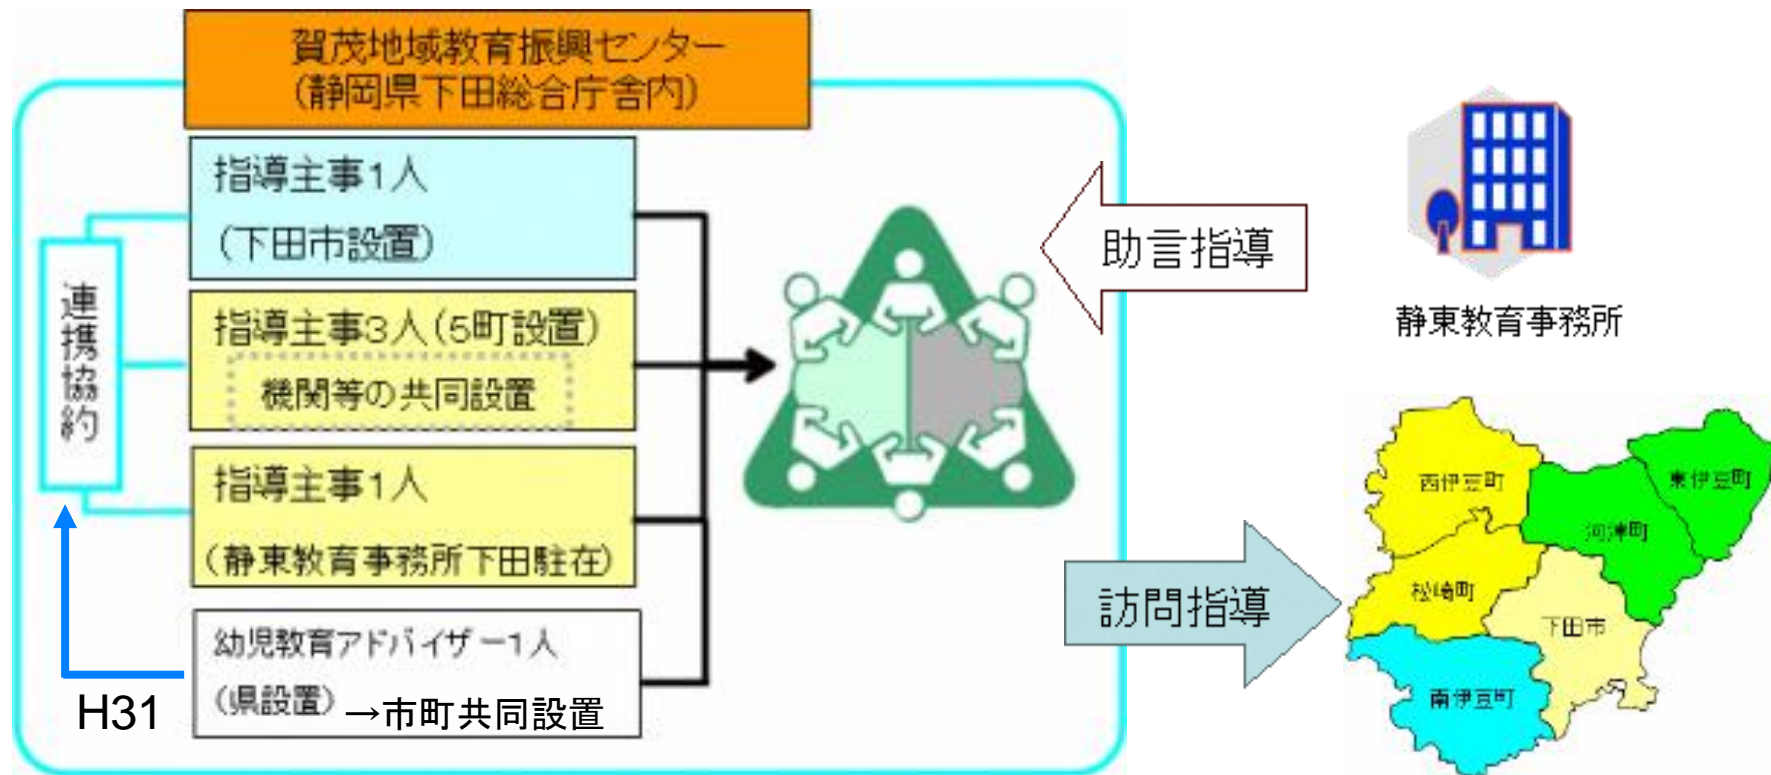 賀茂地域教育振興センター
(静岡県下田総合庁舎内)
指導主事1人
(下田市設置)
連携協約
指導主事3人(5町設置)
機関等の共同設置
指導主事1人
(静東教育事務所下田駐在)
幼児教育アドバイザー1人
(県設置)→市町共同設置
H31
助言指導
静東教育事務所
訪問指導
西伊豆町
東伊豆町
河津町
松崎町
下田市
南伊豆町